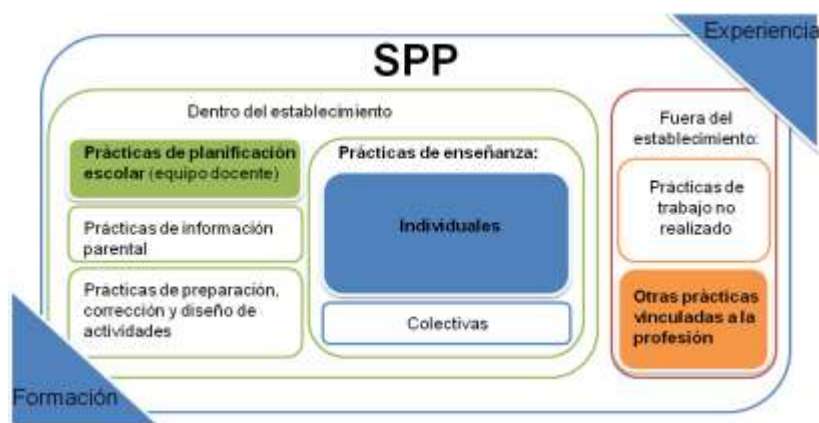 Experiencia
SPP
Dentro del establecimiento
Prácticas de planificación
escolar (equipo docente)
Prácticas de información
parental
Prácticas de preparación,
corrección y diseño de
actividades
Prácticas de enseñanza:
Individuales
Colectivas
Fuera del
establecimiento:
Prácticas de
trabajo no
realizado
Otras prácticas
vinculadas a la
profesión
Formación